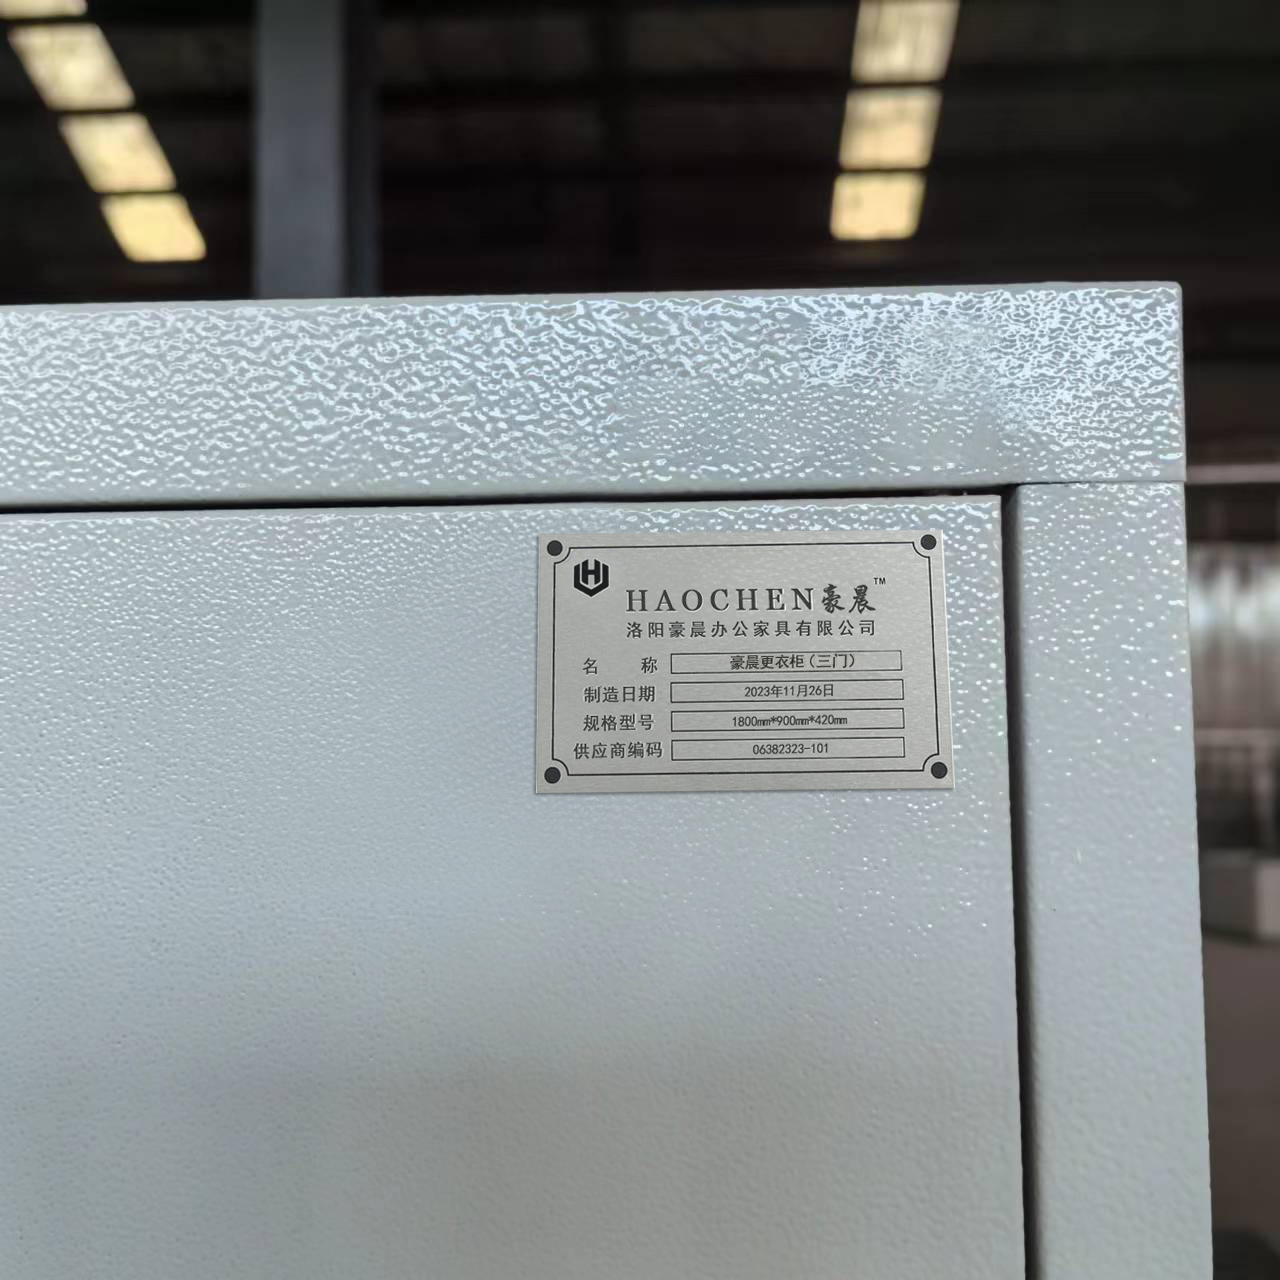 HAOCHEN豪晨™
洛阳豪晨办公家具有限公司
名 称 豪晨更衣柜(三门)
制造日期 2023年11月26日
规格型号 1800mm*900mm*420mm
供应商编码 06382323-101